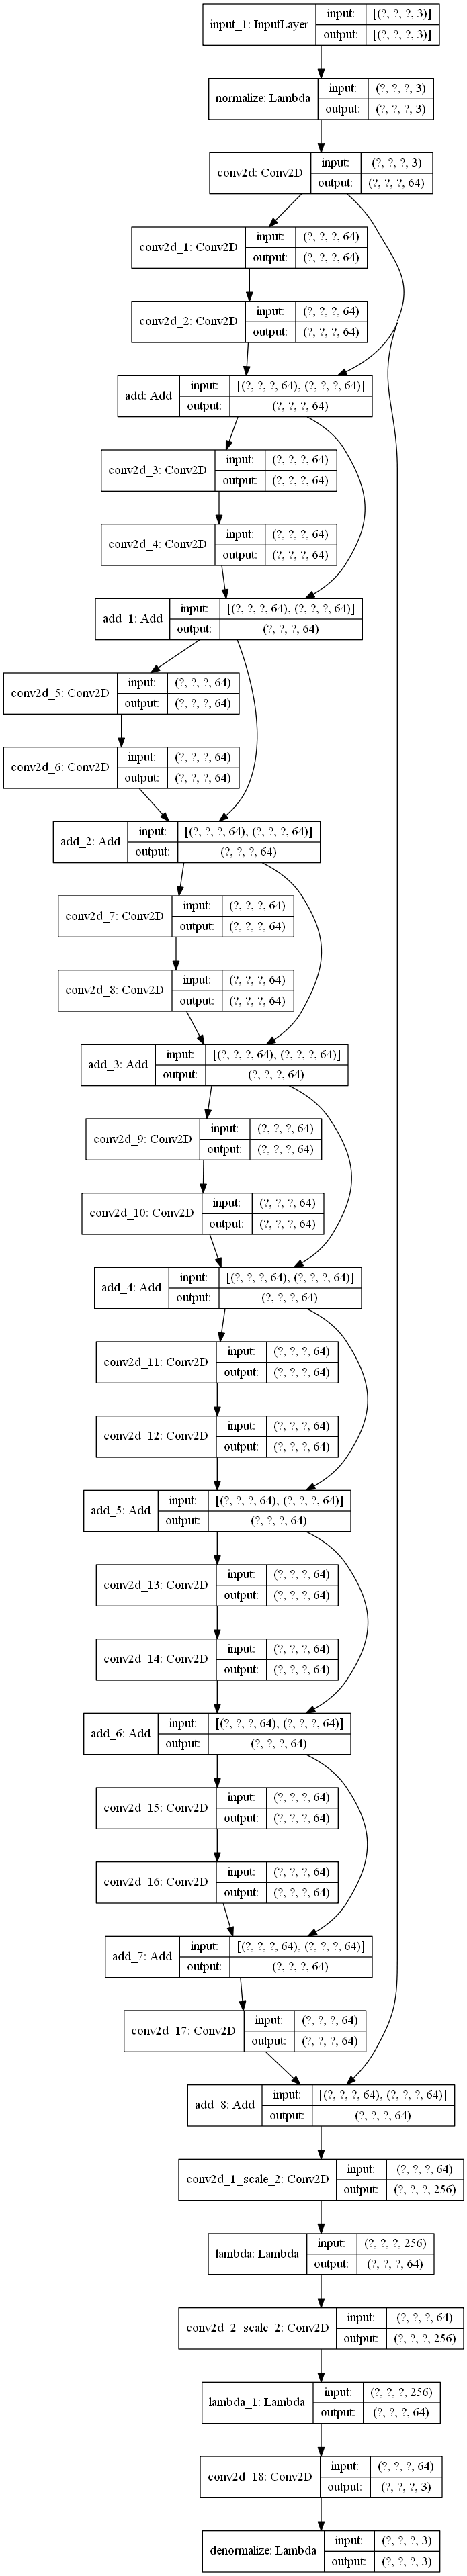 input_1: InputLayer input: [(?, ?, ?, 3)]
output: [(?, ?, ?, 3)]
normalize: Lambda input: (?, ?, ?, 3)
output: (?, ?, ?, 3)
conv2d: Conv2D input: (?, ?, ?, 3)
output: (?, ?, ?, 64)
conv2d_1: Conv2D input: (?, ?, ?, 64)
output: (?, ?, ?, 64)
conv2d_2: Conv2D input: (?, ?, ?, 64)
output: (?, ?, ?, 64)
add: Add input: [(?, ?, ?, 64), (?, ?, ?, 64)]
output: (?, ?, ?, 64)
conv2d_3: Conv2D input: (?, ?, ?, 64)
output: (?, ?, ?, 64)
conv2d_4: Conv2D input: (?, ?, ?, 64)
output: (?, ?, ?, 64)
add_1: Add input: [(?, ?, ?, 64), (?, ?, ?, 64)]
output: (?, ?, ?, 64)
conv2d_5: Conv2D input: (?, ?, ?, 64)
output: (?, ?, ?, 64)
conv2d_6: Conv2D input: (?, ?, ?, 64)
output: (?, ?, ?, 64)
add_2: Add input: [(?, ?, ?, 64), (?, ?, ?, 64)]
output: (?, ?, ?, 64)
conv2d_7: Conv2D input: (?, ?, ?, 64)
output: (?, ?, ?, 64)
conv2d_8: Conv2D input: (?, ?, ?, 64)
output: (?, ?, ?, 64)
add_3: Add input: [(?, ?, ?, 64), (?, ?, ?, 64)]
output: (?, ?, ?, 64)
conv2d_9: Conv2D input: (?, ?, ?, 64)
output: (?, ?, ?, 64)
conv2d_10: Conv2D input: (?, ?, ?, 64)
output: (?, ?, ?, 64)
add_4: Add input: [(?, ?, ?, 64), (?, ?, ?, 64)]
output: (?, ?, ?, 64)
conv2d_11: Conv2D input: (?, ?, ?, 64)
output: (?, ?, ?, 64)
conv2d_12: Conv2D input: (?, ?, ?, 64)
output: (?, ?, ?, 64)
add_5: Add input: [(?, ?, ?, 64), (?, ?, ?, 64)]
output: (?, ?, ?, 64)
conv2d_13: Conv2D input: (?, ?, ?, 64)
output: (?, ?, ?, 64)
conv2d_14: Conv2D input: (?, ?, ?, 64)
output: (?, ?, ?, 64)
add_6: Add input: [(?, ?, ?, 64), (?, ?, ?, 64)]
output: (?, ?, ?, 64)
conv2d_15: Conv2D input: (?, ?, ?, 64)
output: (?, ?, ?, 64)
conv2d_16: Conv2D input: (?, ?, ?, 64)
output: (?, ?, ?, 64)
add_7: Add input: [(?, ?, ?, 64), (?, ?, ?, 64)]
output: (?, ?, ?, 64)
conv2d_17: Conv2D input: (?, ?, ?, 64)
output: (?, ?, ?, 64)
add_8: Add input: [(?, ?, ?, 64), (?, ?, ?, 64)]
output: (?, ?, ?, 64)
conv2d_1_scale_2: Conv2D input: (?, ?, ?, 64)
output: (?, ?, ?, 256)
lambda: Lambda input: (?, ?, ?, 256)
output: (?, ?, ?, 64)
conv2d_2_scale_2: Conv2D input: (?, ?, ?, 64)
output: (?, ?, ?, 256)
lambda_1: Lambda input: (?, ?, ?, 256)
output: (?, ?, ?, 64)
conv2d_18: Conv2D input: (?, ?, ?, 64)
output: (?, ?, ?, 3)
denormalize: Lambda input: (?, ?, ?, 3)
output: (?, ?, ?, 3)